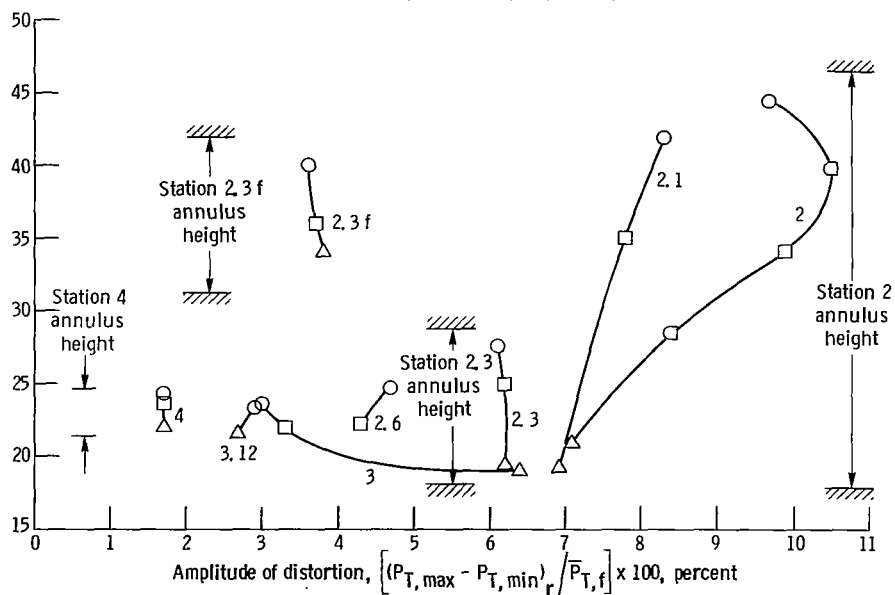 50
45
40
35
30
25
20
15
Station 2.3 f
annulus
height
2.3 f
Station 4
annulus
height
4
3.12
3
2.6
Station 2.3
annulus
height
2.3
2.1
2
Station 2
annulus
height
0 1 2 3 4 5 6 7 8 9 10 11
Amplitude of distortion, [(P_T, max - P_T, min)_r / P̅_T, f] x 100, percent